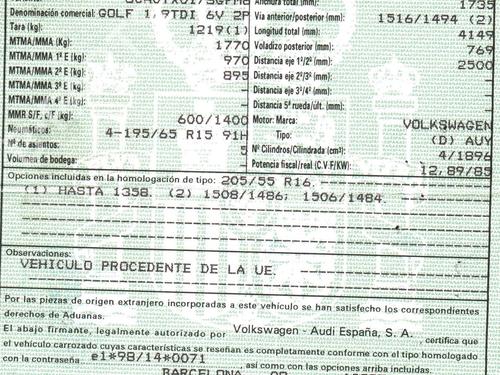 Anchura total (mm): 1735
Denominación comercial: GOLF 1,9TDI 6V 2P Vía anterior/posterior (mm): 1516/1494 (2)
Tara (kg): 1219(1) Longitud total (mm): 4149
MTMA/MMA (Kg): 1770 Voladizo posterior (mm): 769
MTMA/MMA 1º E (kg): 970 Distancia eje 1º/2º (mm): 2500
MTMA/MMA 2º E (kg): 895 Distancia eje 2º/3º (mm):
MTMA/MMA 3º E (kg): Distancia eje 3º/4º (mm):
MTMA/MMA 4º E (kg): Distancia 5ª rueda/últ. (mm):
MMR S/F, c/F (kg): 600/1400 Motor: Marca: VOLKSWAGEN
Neumáticos: 4-195/65 R15 91H Tipo: (D) AUY
Nº de asientos: 5 Nº Cilindros/Cilindrada (cm³): 4/1896
Volumen de bodega: Potencia fiscal/real (C.V.F/KW): 12,89/85
Opciones incluidas en la homologación de tipo: 205/55 R16.
(1) HASTA 1358. (2) 1508/1486; 1506/1484.
Observaciones:
VEHICULO PROCEDENTE DE LA UE.
Por las piezas de origen extranjero incorporadas a este vehículo se han satisfecho los correspondientes
derechos de Aduanas.
El abajo firmante, legalmente autorizado por Volkswagen - Audi España, S. A. , certifica que
el vehículo carrozado cuyas características se reseñan es completamente conforme con el tipo homologado
con la contraseña e1*98/14*0071 , así como con las opciones arriba incluidas.
BARCELONA